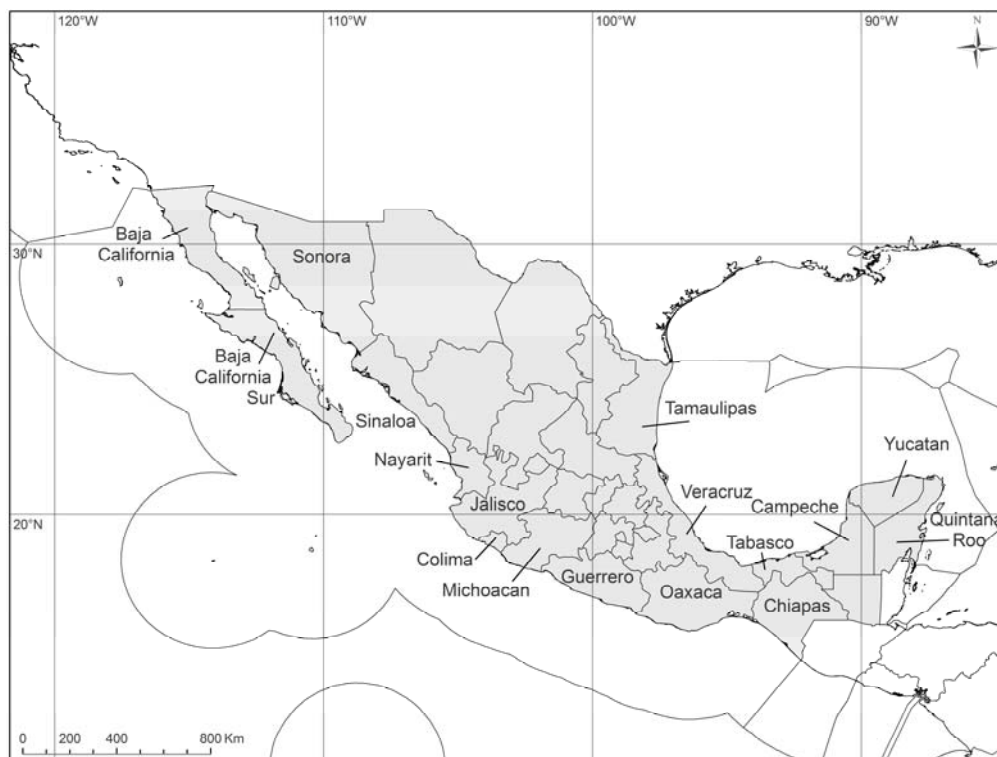 120°W
110°W
100°W
90°W
N
Baja
California
Sonora
30°N
Baja
California
Sur
Sinaloa
Tamaulipas
Nayarit
Yucatan
Jalisco
Veracruz
Campeche
20°N
Quintana
Roo
Tabasco
Colima
Michoacan
Guerrero
Oaxaca
Chiapas
0 200 400 800 Km